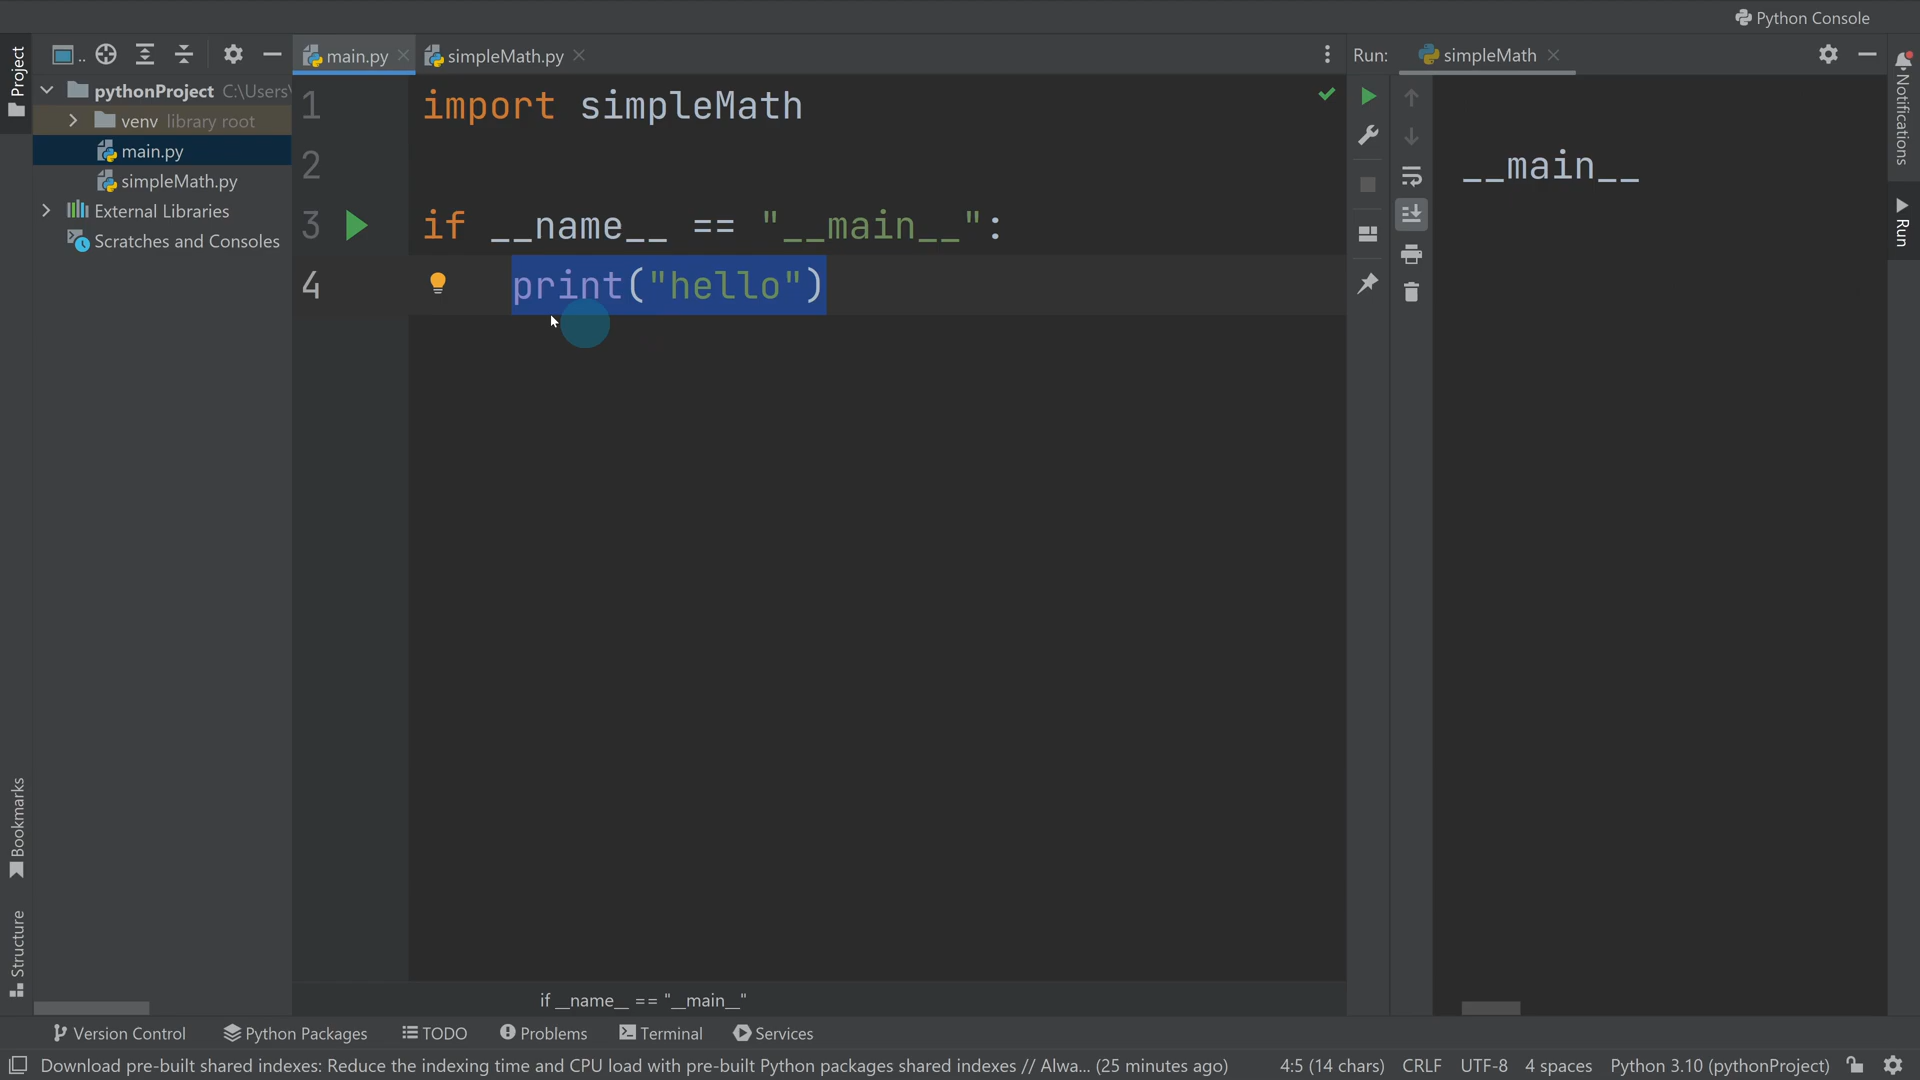 Python Console
Project
main.py
simpleMath.py
Run:
simpleMath
pythonProject C:\Users\
venv library root
main.py
simpleMath.py
External Libraries
Scratches and Consoles
1 import simpleMath
2
3 if __name__ == "__main__":
4 print("hello")
__main__
Notifications
Run
Bookmarks
Structure
if __name__ == "__main__"
Version Control
Python Packages
TODO
Problems
Terminal
Services
Download pre-built shared indexes: Reduce the indexing time and CPU load with pre-built Python packages shared indexes // Alwa... (25 minutes ago)
4:5 (14 chars) CRLF UTF-8 4 spaces Python 3.10 (pythonProject)